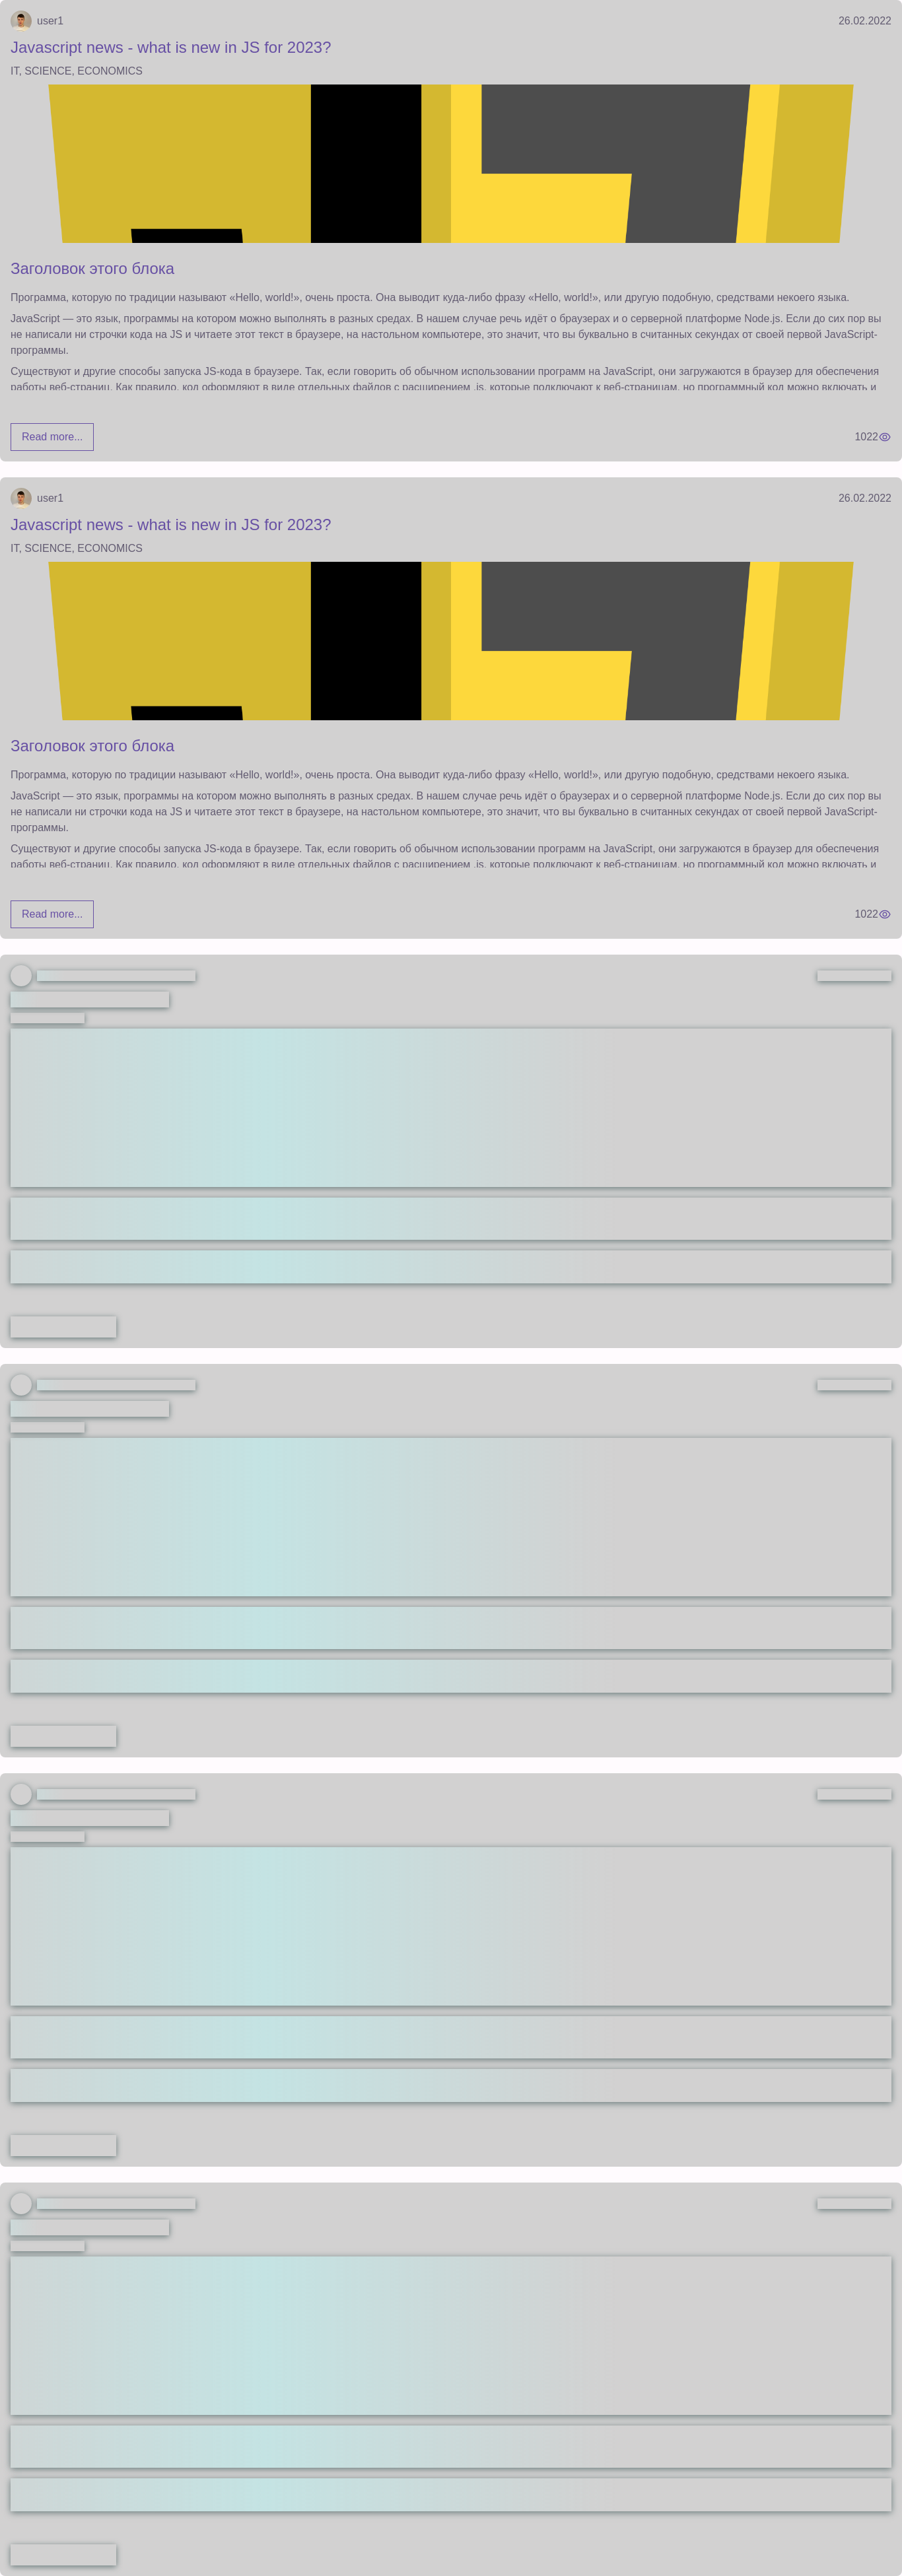 user1
26.02.2022
Javascript news - what is new in JS for 2023?
IT, SCIENCE, ECONOMICS
Заголовок этого блока
Программа, которую по традиции называют «Hello, world!», очень проста. Она выводит куда-либо фразу «Hello, world!», или другую подобную, средствами некоего языка.
JavaScript — это язык, программы на котором можно выполнять в разных средах. В нашем случае речь идёт о браузерах и о серверной платформе Node.js. Если до сих пор вы
не написали ни строчки кода на JS и читаете этот текст в браузере, на настольном компьютере, это значит, что вы буквально в считанных секундах от своей первой JavaScript-
программы.
Существуют и другие способы запуска JS-кода в браузере. Так, если говорить об обычном использовании программ на JavaScript, они загружаются в браузер для обеспечения
работы веб-страниц. Как правило, код оформляют в виде отдельных файлов с расширением .js, которые подключают к веб-страницам, но программный код можно включать и
Read more...
1022
user1
26.02.2022
Javascript news - what is new in JS for 2023?
IT, SCIENCE, ECONOMICS
Заголовок этого блока
Программа, которую по традиции называют «Hello, world!», очень проста. Она выводит куда-либо фразу «Hello, world!», или другую подобную, средствами некоего языка.
JavaScript — это язык, программы на котором можно выполнять в разных средах. В нашем случае речь идёт о браузерах и о серверной платформе Node.js. Если до сих пор вы
не написали ни строчки кода на JS и читаете этот текст в браузере, на настольном компьютере, это значит, что вы буквально в считанных секундах от своей первой JavaScript-
программы.
Существуют и другие способы запуска JS-кода в браузере. Так, если говорить об обычном использовании программ на JavaScript, они загружаются в браузер для обеспечения
работы веб-страниц. Как правило, код оформляют в виде отдельных файлов с расширением .js, которые подключают к веб-страницам, но программный код можно включать и
Read more...
1022